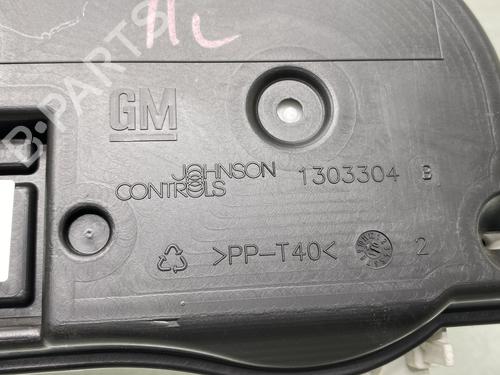 GM
JOHNSON
CONTROLS
1303304 B
>PP-T40<
2
B-PARTS